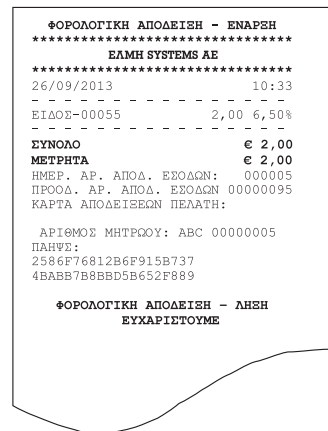 ΦΟΡΟΛΟΓΙΚΗ ΑΠΟΔΕΙΞΗ - ΕΝΑΡΞΗ
********************************
ΕΛΜΗ SYSTEMS ΑΕ
********************************
26/09/2013 10:33
- - - - - - - - - - - - - - - -
ΕΙΔΟΣ-00055 2,00 6,50%
- - - - - - - - - - - - - - - -
ΣΥΝΟΛΟ € 2,00
ΜΕΤΡΗΤΑ € 2,00
ΗΜΕΡ. ΑΡ. ΑΠΟΔ. ΕΣΟΔΩΝ: 000005
ΠΡΟΟΔ. ΑΡ. ΑΠΟΔ. ΕΣΟΔΩΝ 00000095
ΚΑΡΤΑ ΑΠΟΔΕΙΞΕΩΝ ΠΕΛΑΤΗ:
ΑΡΙΘΜΟΣ ΜΗΤΡΩΟΥ: ABC 00000005
ΠΑΗΨΣ:
2586F76812B6F915B737
4BABB7B8BBD5B652F889
ΦΟΡΟΛΟΓΙΚΗ ΑΠΟΔΕΙΞΗ - ΛΗΞΗ
ΕΥΧΑΡΙΣΤΟΥΜΕ